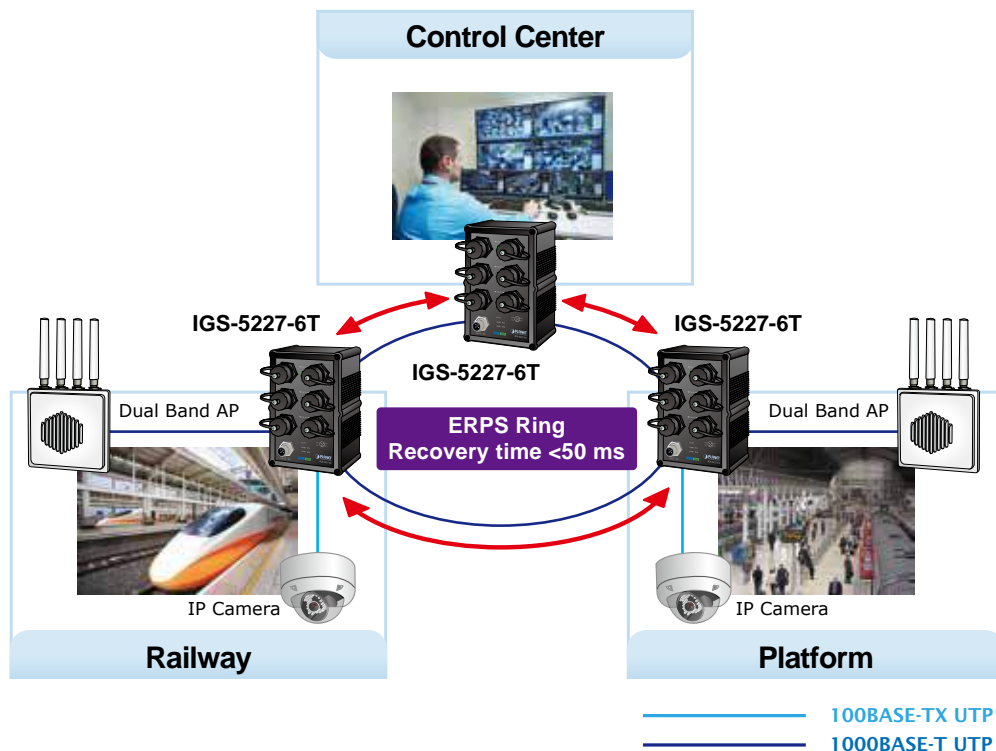 Control Center
IGS-5227-6T
IGS-5227-6T
IGS-5227-6T
Dual Band AP
Dual Band AP
ERPS Ring
Recovery time <50 ms
IP Camera
IP Camera
Railway
Platform
100BASE-TX UTP
1000BASE-T UTP